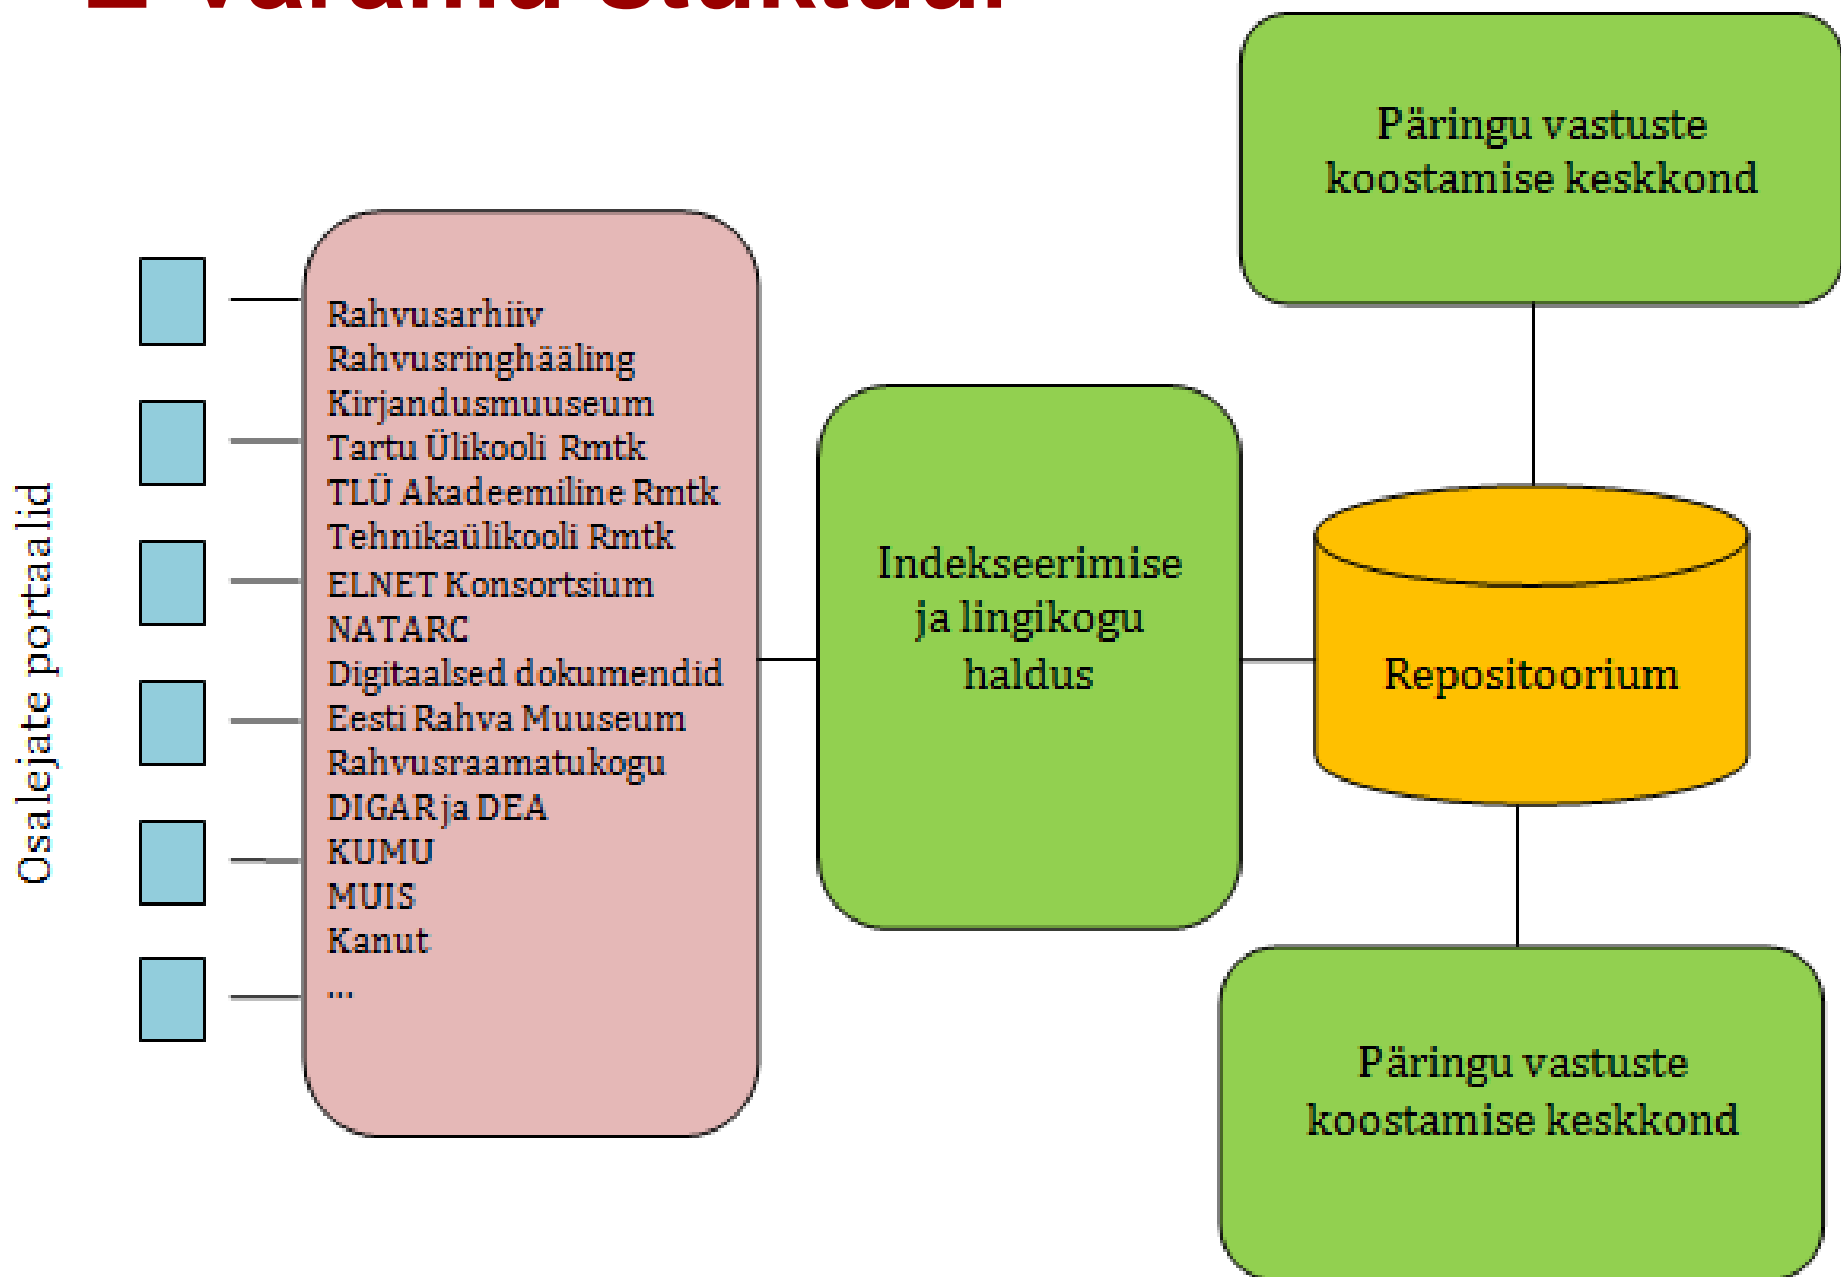 E-varamu stuktuur
Osalejate portaalid
Rahvusarhiiv
Rahvusringhääling
Kirjandusmuuseum
Tartu Ülikooli Rmtk
TLÜ Akadeemiline Rmtk
Tehnikaülikooli Rmtk
ELNET Konsortsium
NATARC
Digitaalsed dokumendid
Eesti Rahva Muuseum
Rahvusraamatukogu
DIGAR ja DEA
KUMU
MUIS
Kanut
...
Indekseerimise
ja lingikogu
haldus
Päringu vastuste
koostamise keskkond
Repositoorium
Päringu vastuste
koostamise keskkond